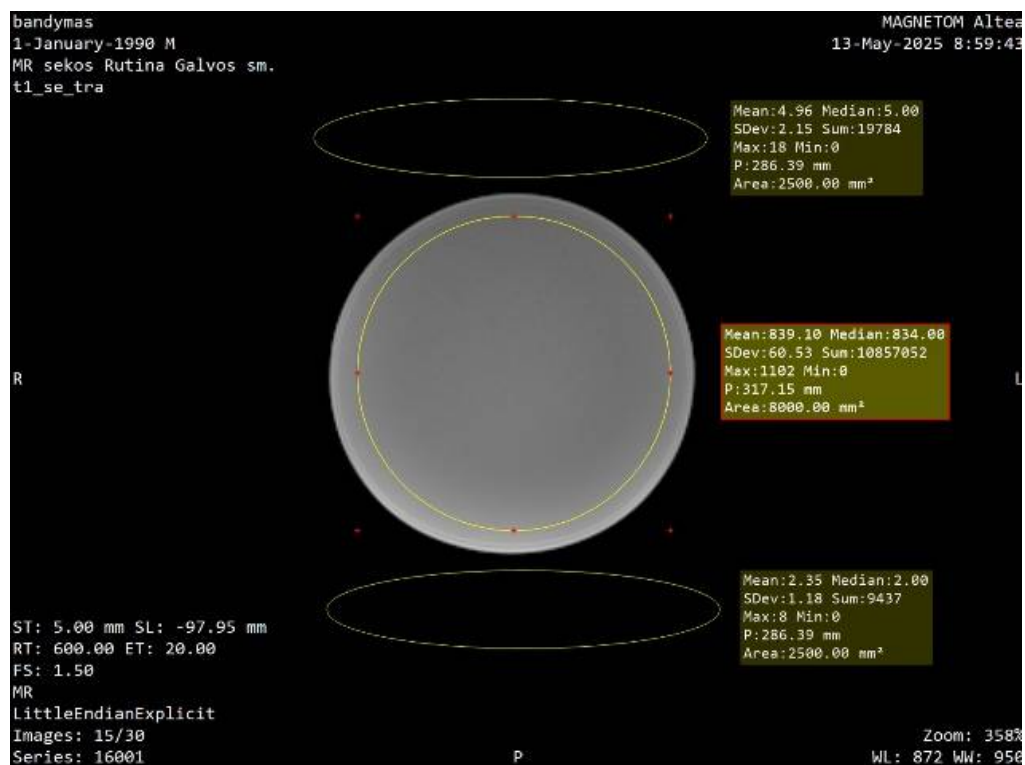 bandymas
1-January-1990 M
MR sekos Rutina Galvos sm.
t1_se_tra
MAGNETOM Altea
13-May-2025 8:59:43
Mean:4.96 Median:5.00
SDev:2.15 Sum:19784
Max:18 Min:0
P:286.39 mm
Area:2500.00 mm²
Mean:839.10 Median:834.00
SDev:60.53 Sum:10857052
Max:1102 Min:0
P:317.15 mm
Area:8000.00 mm²
R
L
Mean:2.35 Median:2.00
SDev:1.18 Sum:9437
Max:8 Min:0
P:286.39 mm
Area:2500.00 mm²
ST: 5.00 mm SL: -97.95 mm
RT: 600.00 ET: 20.00
FS: 1.50
MR
LittleEndianExplicit
Images: 15/30
Series: 16001
P
Zoom: 358%
WL: 872 WW: 950